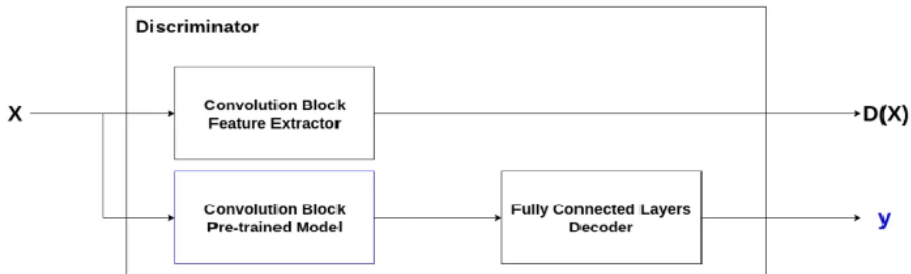 Discriminator
X
Convolution Block
Feature Extractor
D(X)
Convolution Block
Pre-trained Model
Fully Connected Layers
Decoder
y